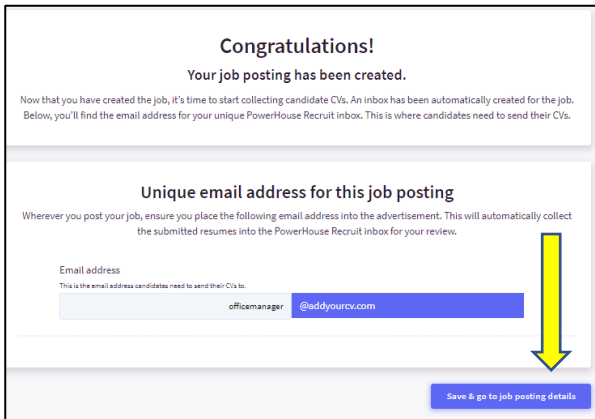 Congratulations!
Your job posting has been created.
Now that you have created the job, it's time to start collecting candidate CVs. An inbox has been automatically created for the job.
Below, you'll find the email address for your unique PowerHouse Recruit inbox. This is where candidates need to send their CVs.
Unique email address for this job posting
Wherever you post your job, ensure you place the following email address into the advertisement. This will automatically collect
the submitted resumes into the PowerHouse Recruit inbox for your review.
Email address
This is the email address candidates need to send their CVs to.
officemanager @addyourcv.com
Save & go to job posting details